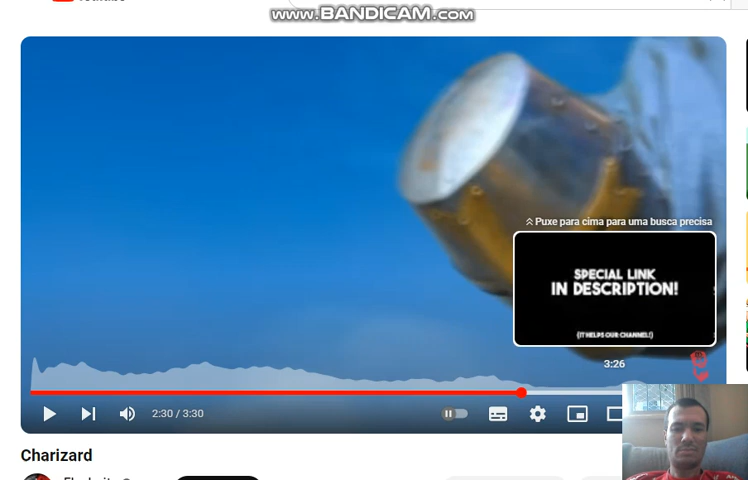 www.BANDICAM.com
Puxe para cima para uma busca precisa
SPECIAL LINK
IN DESCRIPTION!
(IT HELPS OUR CHANNEL!)
3:26
2:30 / 3:30
Charizard